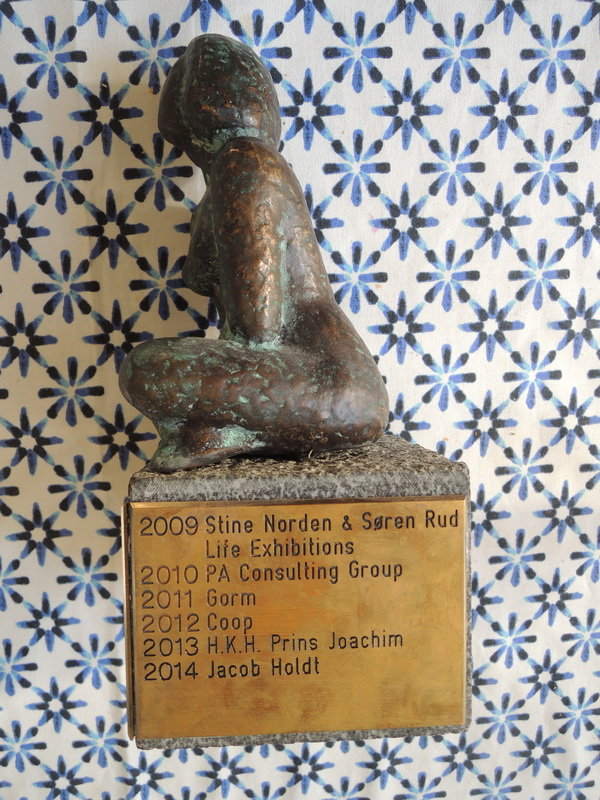 2009 Stine Norden & Søren Rud
Life Exhibitions
2010 PA Consulting Group
2011 Gorm
2012 Coop
2013 H.K.H. Prins Joachim
2014 Jacob Holdt